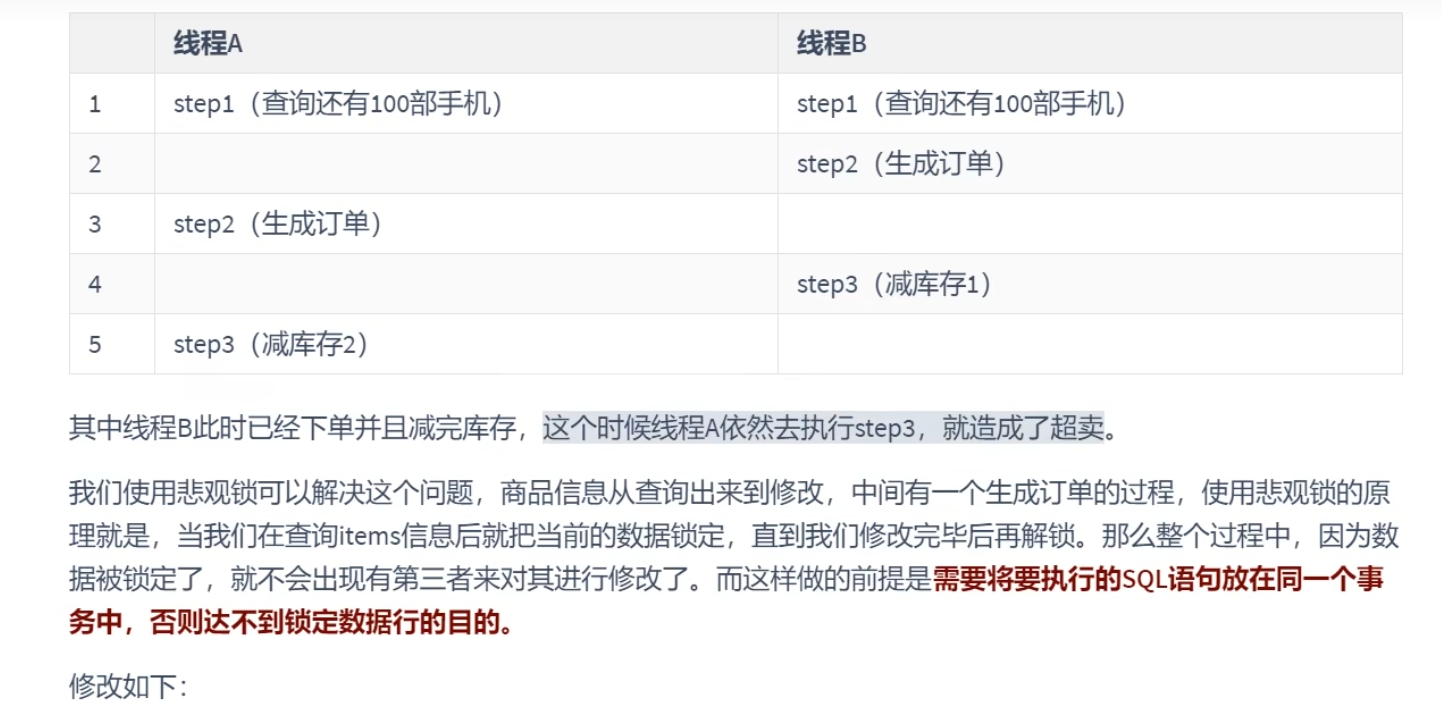 线程A 线程B
1 step1（查询还有100部手机） step1（查询还有100部手机）
2 step2（生成订单）
3 step2（生成订单）
4 step3（减库存1）
5 step3（减库存2）
其中线程B此时已经下单并且减完库存，这个时候线程A依然去执行step3，就造成了超卖。
我们使用悲观锁可以解决这个问题，商品信息从查询出来到修改，中间有一个生成订单的过程，使用悲观锁的原
理就是，当我们在查询items信息后就把当前的数据锁定，直到我们修改完毕后再解锁。那么整个过程中，因为数
据被锁定了，就不会出现有第三者来对其进行修改了。而这样做的前提是需要将要执行的SQL语句放在同一个事
务中，否则达不到锁定数据行的目的。
修改如下：